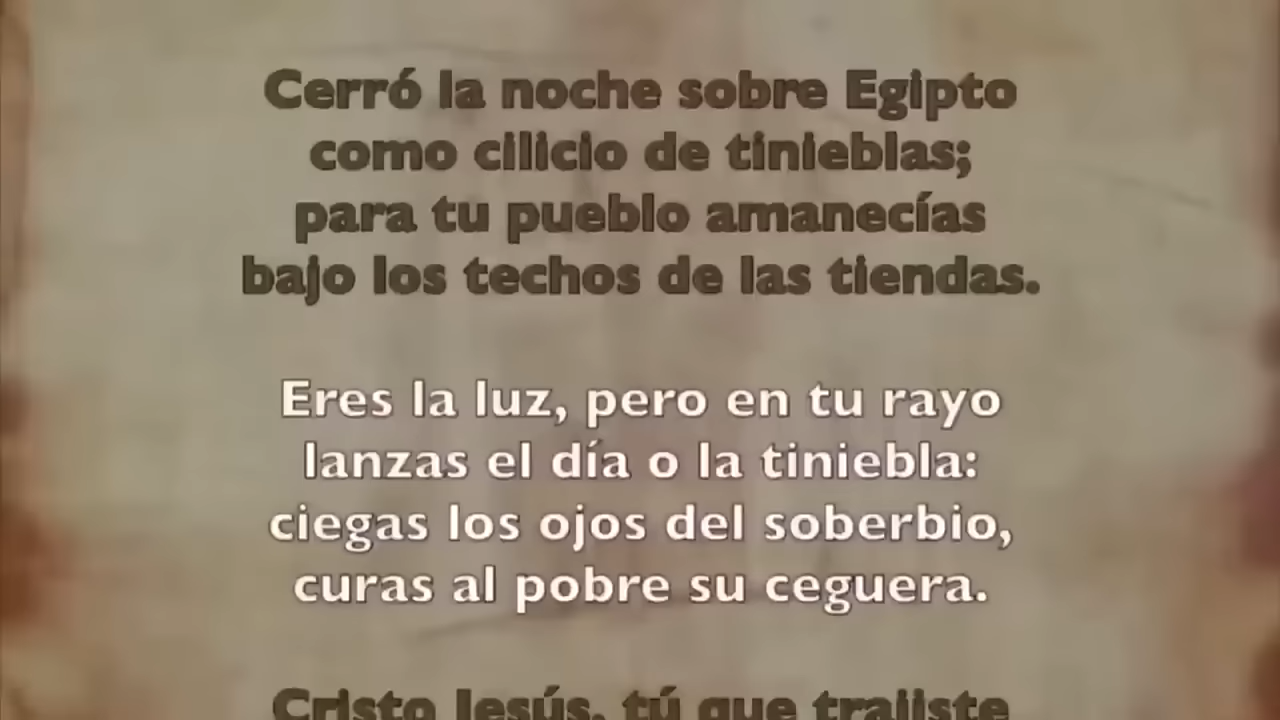 Cerró la noche sobre Egipto
como cilicio de tinieblas;
para tu pueblo amanecías
bajo los techos de las tiendas.
Eres la luz, pero en tu rayo
lanzas el día o la tiniebla:
ciegas los ojos del soberbio,
curas al pobre su ceguera.
Cristo Jesús, tú que trajiste